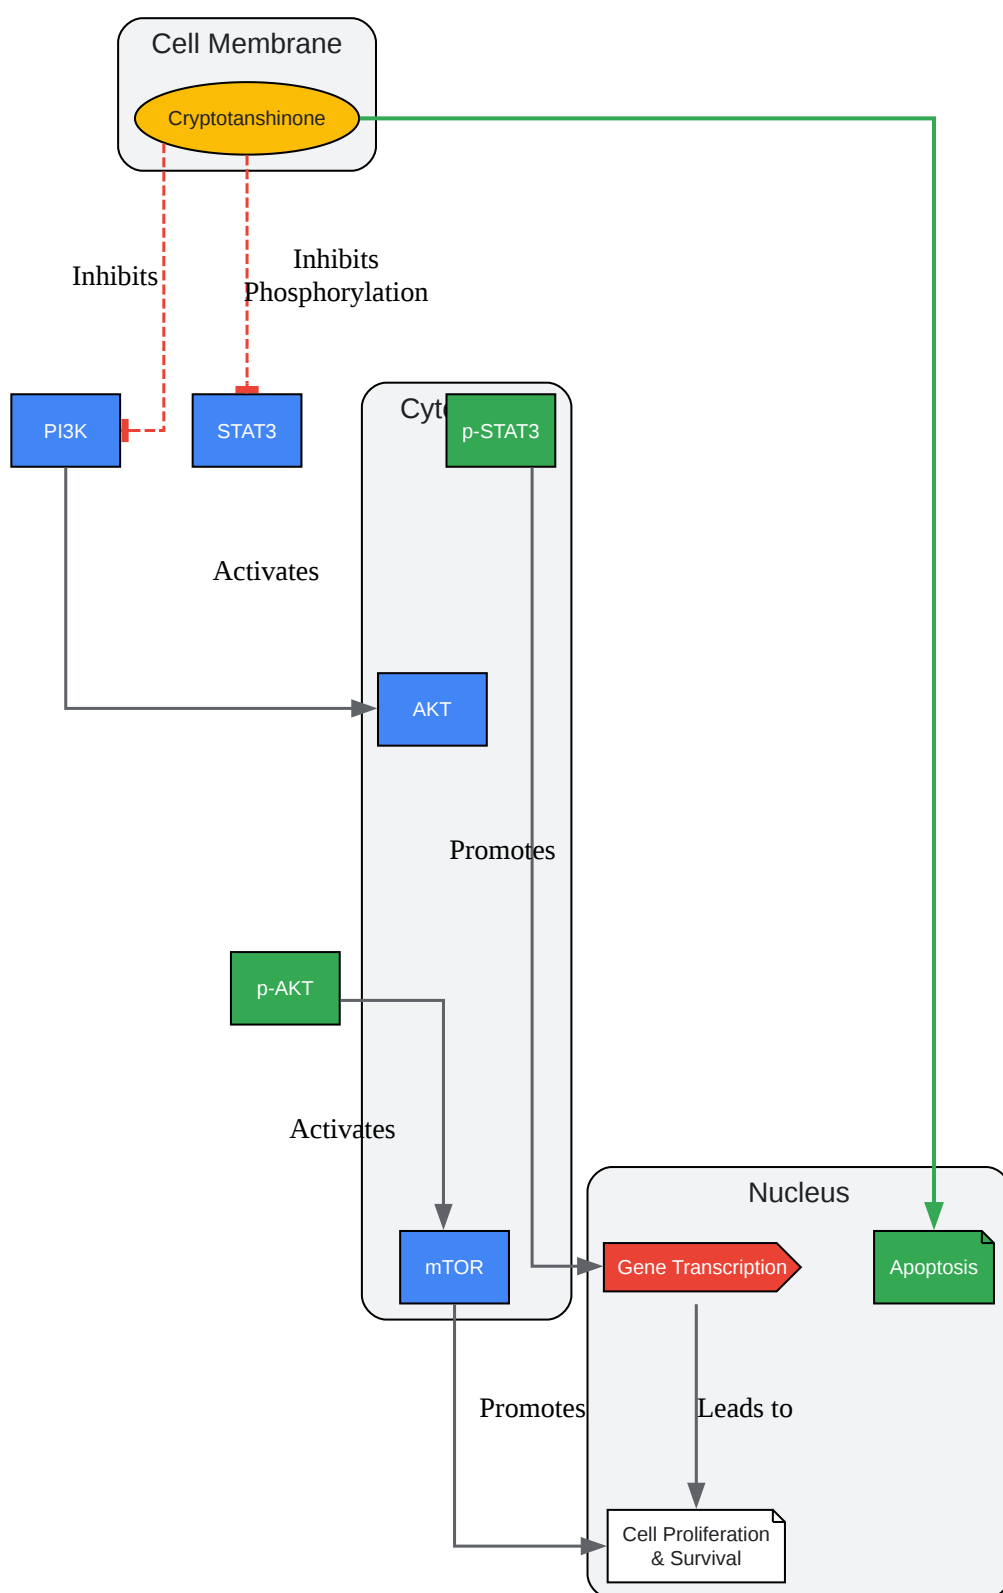 Cell Membrane
Cryptotanshinone
Inhibits
Inhibits
Phosphorylation
PI3K
STAT3
p-STAT3
Activates
AKT
Promotes
p-AKT
Activates
Nucleus
mTOR
Gene Transcription
Apoptosis
Promotes
Leads to
Cell Proliferation
& Survival